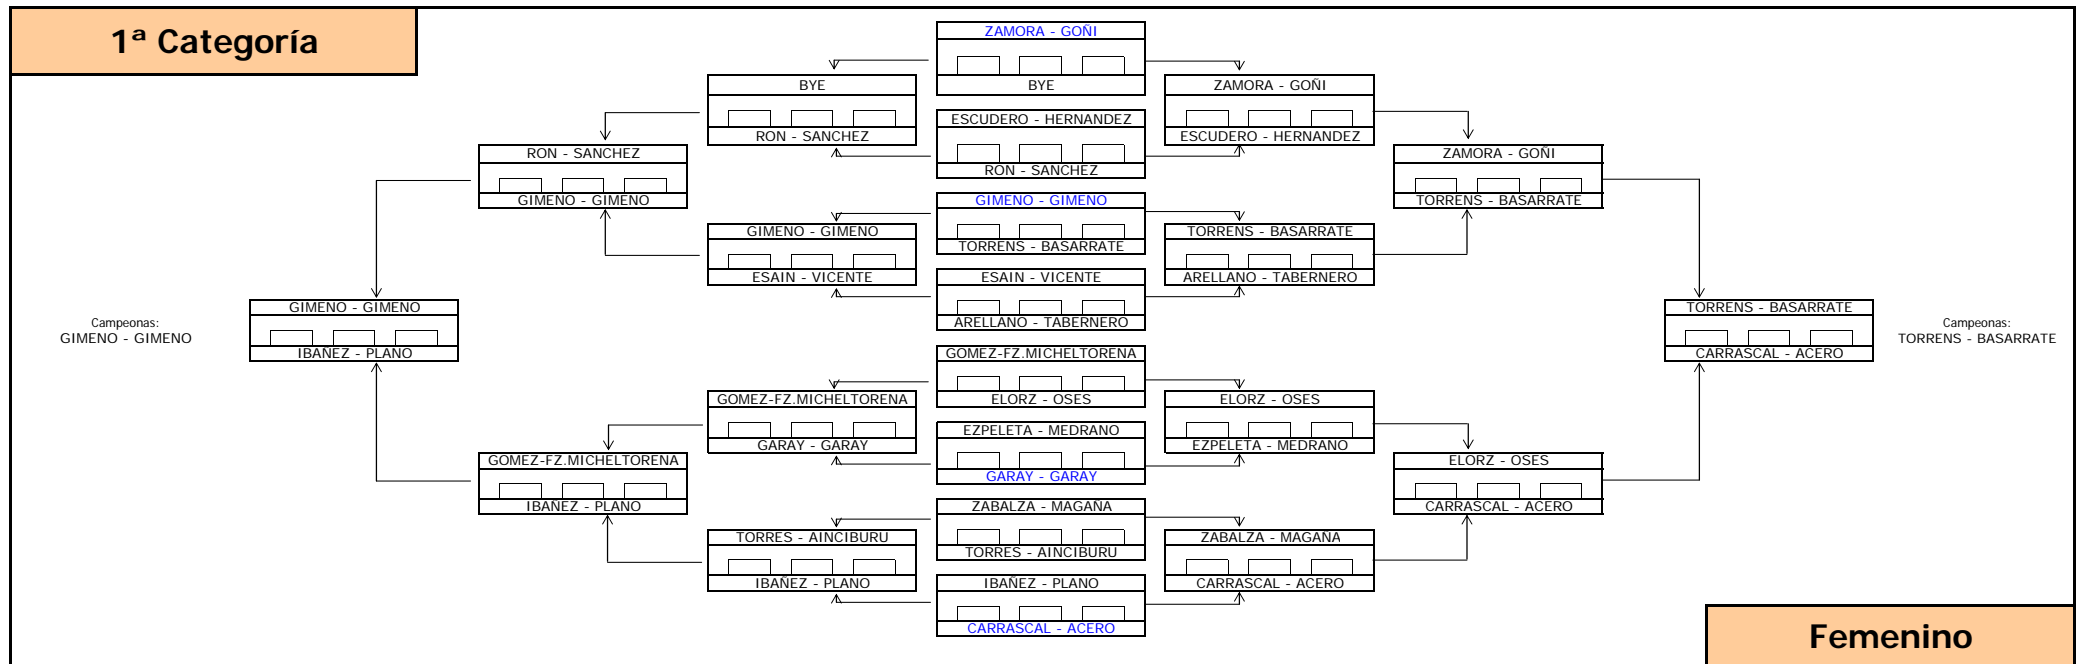 1ª Categoría
ZAMORA - GOÑI
BYE
ESCUDERO - HERNANDEZ
RON - SANCHEZ
GIMENO - GIMENO
TORRENS - BASARRATE
ESAIN - VICENTE
ARELLANO - TABERNERO
GOMEZ-FZ.MICHELTORENA
ELORZ - OSES
EZPELETA - MEDRANO
GARAY - GARAY
ZABALZA - MAGAÑA
TORRES - AINCIBURU
IBAÑEZ - PLANO
CARRASCAL - ACERO
BYE
RON - SANCHEZ
GIMENO - GIMENO
ESAIN - VICENTE
GOMEZ-FZ.MICHELTORENA
GARAY - GARAY
TORRES - AINCIBURU
IBAÑEZ - PLANO
RON - SANCHEZ
GIMENO - GIMENO
GOMEZ-FZ.MICHELTORENA
IBAÑEZ - PLANO
GIMENO - GIMENO
IBAÑEZ - PLANO
Campeonas:
GIMENO - GIMENO
ZAMORA - GOÑI
ESCUDERO - HERNANDEZ
TORRENS - BASARRATE
ARELLANO - TABERNERO
ELORZ - OSES
EZPELETA - MEDRANO
ZABALZA - MAGAÑA
CARRASCAL - ACERO
ZAMORA - GOÑI
TORRENS - BASARRATE
ELORZ - OSES
CARRASCAL - ACERO
TORRENS - BASARRATE
CARRASCAL - ACERO
Campeonas:
TORRENS - BASARRATE
Femenino